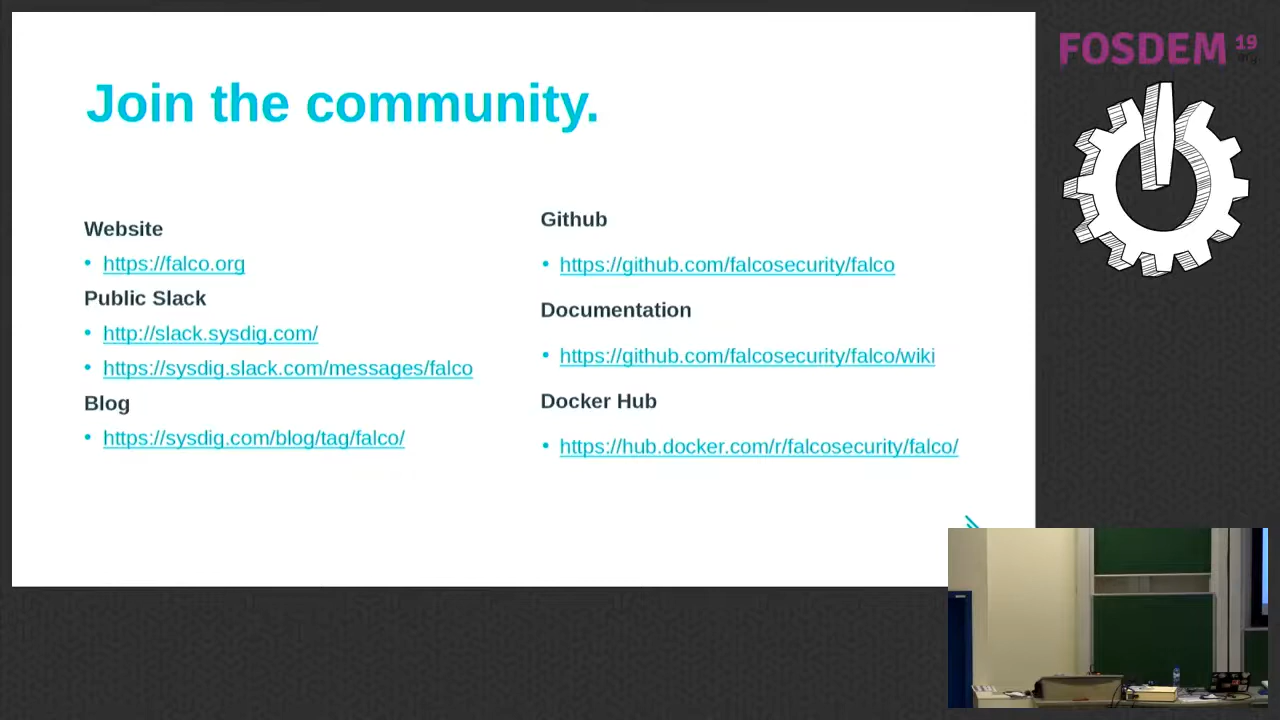 Join the community.
Website
• https://falco.org
Public Slack
• http://slack.sysdig.com/
• https://sysdig.slack.com/messages/falco
Blog
• https://sysdig.com/blog/tag/falco/
Github
• https://github.com/falcosecurity/falco
Documentation
• https://github.com/falcosecurity/falco/wiki
Docker Hub
• https://hub.docker.com/r/falcosecurity/falco/
FOSDEM 19
.org